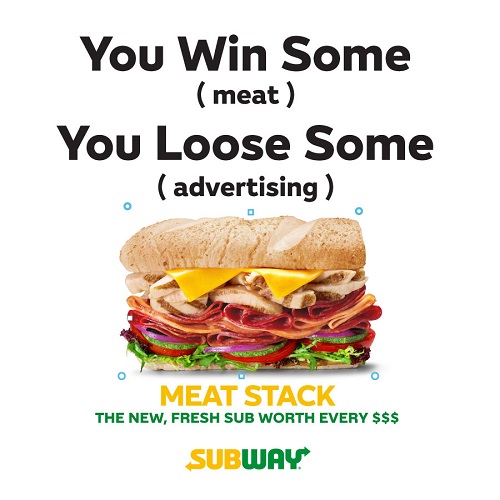 You Win Some
( meat )
You Loose Some
( advertising )
MEAT STACK
THE NEW, FRESH SUB WORTH EVERY $$$
SUBWAY